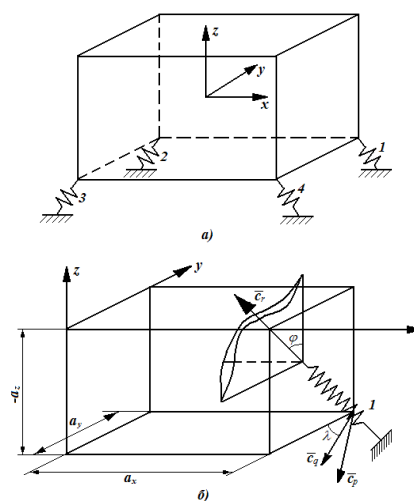 z
y
x
1
2
3
4
а)
z
y
c̅r
φ
-az
ay
1
λ
c̅q
c̅p
ax
б)